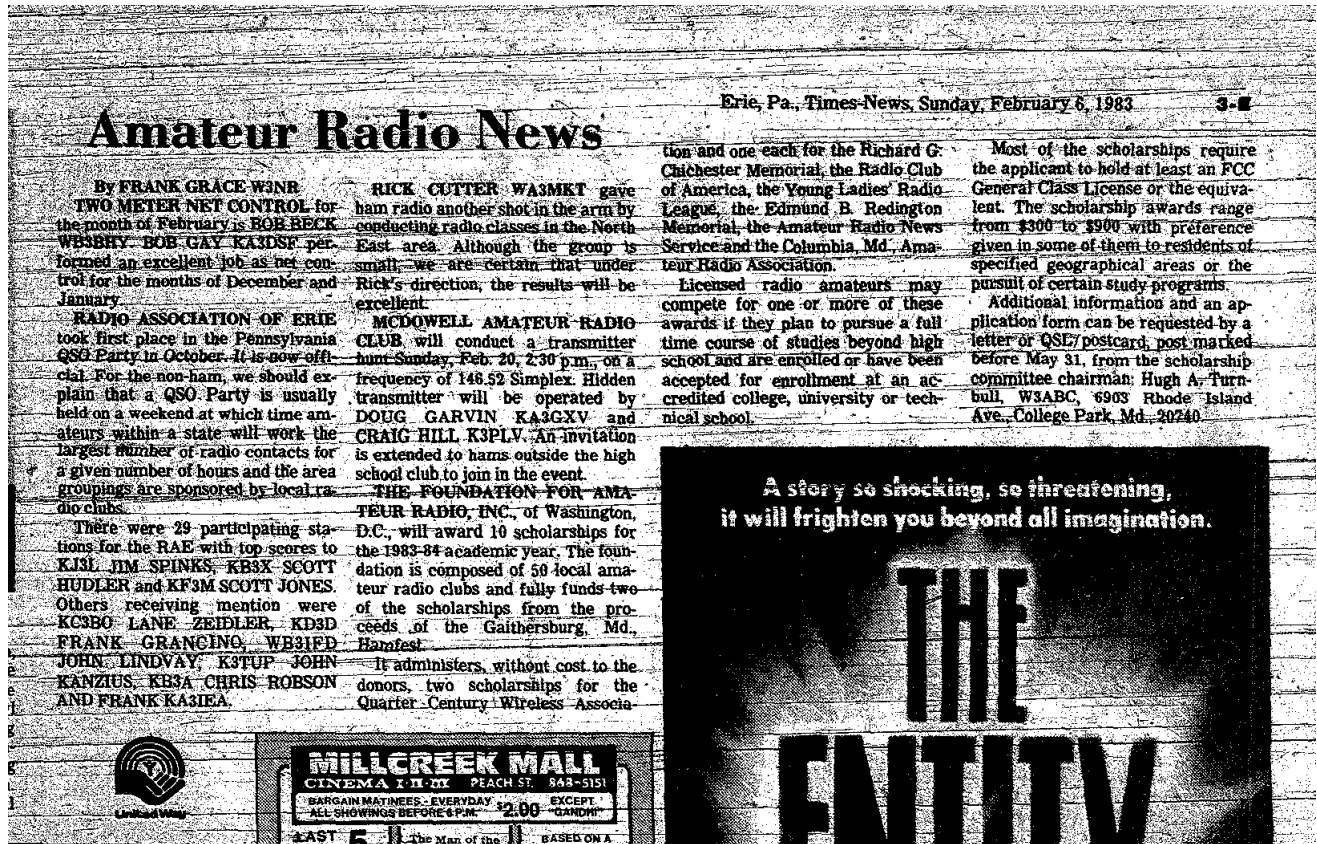 Erie, Pa., Times-News, Sunday, February 6, 1983 3-E
Amateur Radio News
By FRANK GRACE W3NR
TWO METER NET CONTROL for
the month of February is BOB BECK
WB3BHY. BOB GAY KA3DSF per-
formed an excellent job as net con-
trol for the months of December and
January.
RADIO ASSOCIATION OF ERIE
took first place in the Pennsylvania
QSO Party in October. It is now offi-
cial. For the non-ham, we should ex-
plain that a QSO Party is usually
held on a weekend at which time am-
ateurs within a state will work the
largest number of radio contacts for
a given number of hours and the area
groupings are sponsored by local ra-
dio clubs.
There were 29 participating sta-
tions for the RAE with top scores to
KJ3L JIM SPINKS, KB3X SCOTT
HUDLER and KF3M SCOTT JONES.
Others receiving mention were
KC3BO LANE ZEIDLER, KD3D
FRANK GRANCINO, WB3IFD
JOHN LINDVAY, K3TUP JOHN
KANZIUS, KB3A CHRIS ROBSON
AND FRANK KA3IEA.
RICK CUTTER WA3MKT gave
ham radio another shot in the arm by
conducting radio classes in the North
East area. Although the group is
small, we are certain that under
Rick's direction, the results will be
excellent.
MCDOWELL AMATEUR RADIO
CLUB will conduct a transmitter
hunt Sunday, Feb. 20, 2:30 p.m., on a
frequency of 146.52 Simplex. Hidden
transmitter will be operated by
DOUG GARVIN KA3GXV and
CRAIG HILL K3PLV. An invitation
is extended to hams outside the high
school club to join in the event.
THE FOUNDATION FOR AMA-
TEUR RADIO, INC., of Washington,
D.C., will award 10 scholarships for
the 1983-84 academic year. The foun-
dation is composed of 50 local ama-
teur radio clubs and fully funds two
of the scholarships from the pro-
ceeds of the Gaithersburg, Md.,
Hamfest.
It administers, without cost to the
donors, two scholarships for the
Quarter Century Wireless Associa-
tion and one each for the Richard G.
Chichester Memorial, the Radio Club
of America, the Young Ladies' Radio
League, the Edmund B. Redington
Memorial, the Amateur Radio News
Service and the Columbia, Md., Ama-
teur Radio Association.
Licensed radio amateurs may
compete for one or more of these
awards if they plan to pursue a full
time course of studies beyond high
school and are enrolled or have been
accepted for enrollment at an ac-
credited college, university or tech-
nical school.
Most of the scholarships require
the applicant to hold at least an FCC
General Class License or the equiva-
lent. The scholarship awards range
from $300 to $900 with preference
given in some of them to residents of
specified geographical areas or the
pursuit of certain study programs.
Additional information and an ap-
plication form can be requested by a
letter or QSL/postcard, post marked
before May 31, from the scholarship
committee chairman: Hugh A. Turn-
bull, W3ABC, 6903 Rhode Island
Ave., College Park, Md., 20740.
United Way
MILLCREEK MALL
CINEMA I·II·III PEACH ST. 868-5151
BARGAIN MATINEES - EVERYDAY
ALL SHOWINGS BEFORE 6 P.M. $2.00 EXCEPT "GANDHI"
LAST 5
The Man of the
BASED ON A
A story so shocking, so threatening,
it will frighten you beyond all imagination.
THE
ENTITY